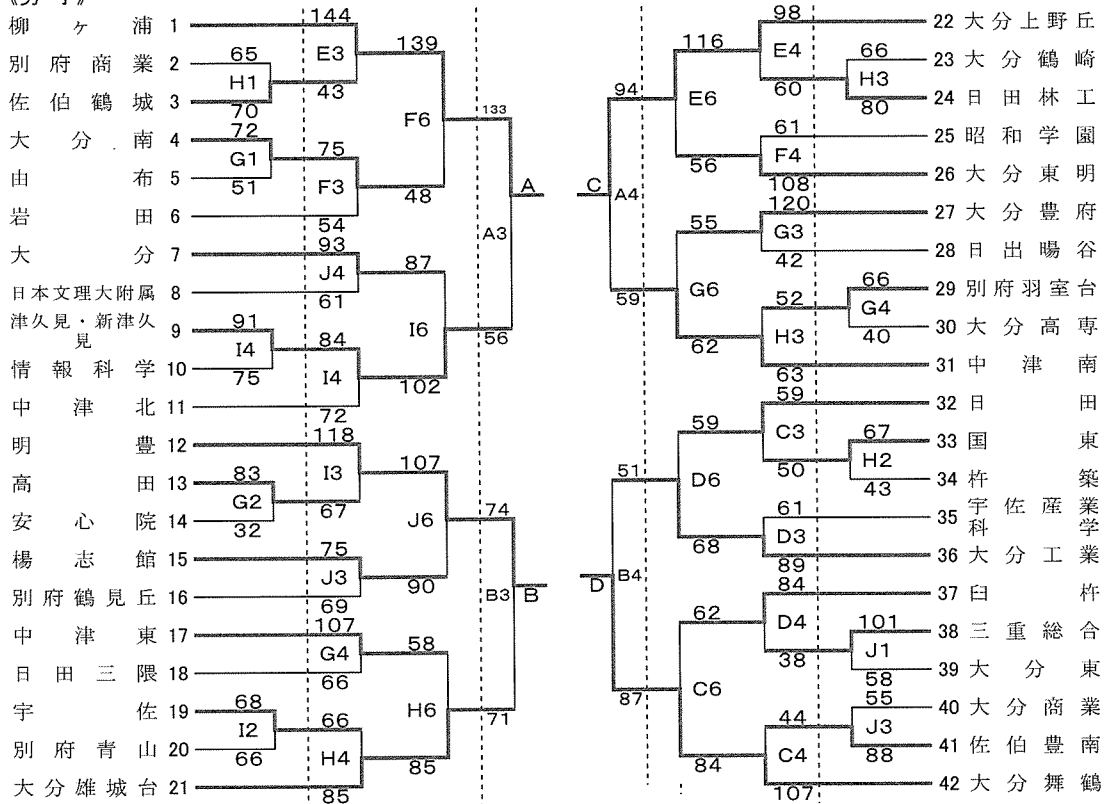 柳ヶ浦 1
144
E3
139
別府商業 2
65
H1
43
佐伯鶴城 3
70
F6
133
大分南 4
72
G1
75
由布 5
51
F3
48
岩田 6
54
A
A3
大分 7
93
J4
87
日本文理大附属 8
61
I6
56
津久見・新津久見 9
91
I4
84
情報科学 10
75
I4
102
中津北 11
72
明豊 12
118
I3
107
高田 13
83
G2
67
安心院 14
32
J6
74
楊志館 15
75
J3
90
別府鶴見丘 16
69
B3
B
中津東 17
107
G4
58
日田三隈 18
66
H6
71
宇佐 19
68
I2
66
別府青山 20
66
H4
85
大分雄城台 21
85
98
22 大分上野丘
116
E4
66
23 大分鶴崎
60
H3
94
E6
80
24 日田林工
61
25 昭和学園
56
F4
108
26 大分東明
C
A4
120
27 大分豊府
55
G3
42
28 日出暘谷
59
G6
66
29 別府羽室台
52
G4
62
H3
40
30 大分高専
63
31 中津南
59
32 日田
59
C3
67
33 国東
50
H2
51
D6
43
34 杵築
61
35 宇佐産業科学
68
D3
89
36 大分工業
D
B4
84
37 臼杵
62
D4
101
38 三重総合
38
J1
87
C6
58
39 大分東
55
40 大分商業
44
J3
84
C4
88
41 佐伯豊南
107
42 大分舞鶴